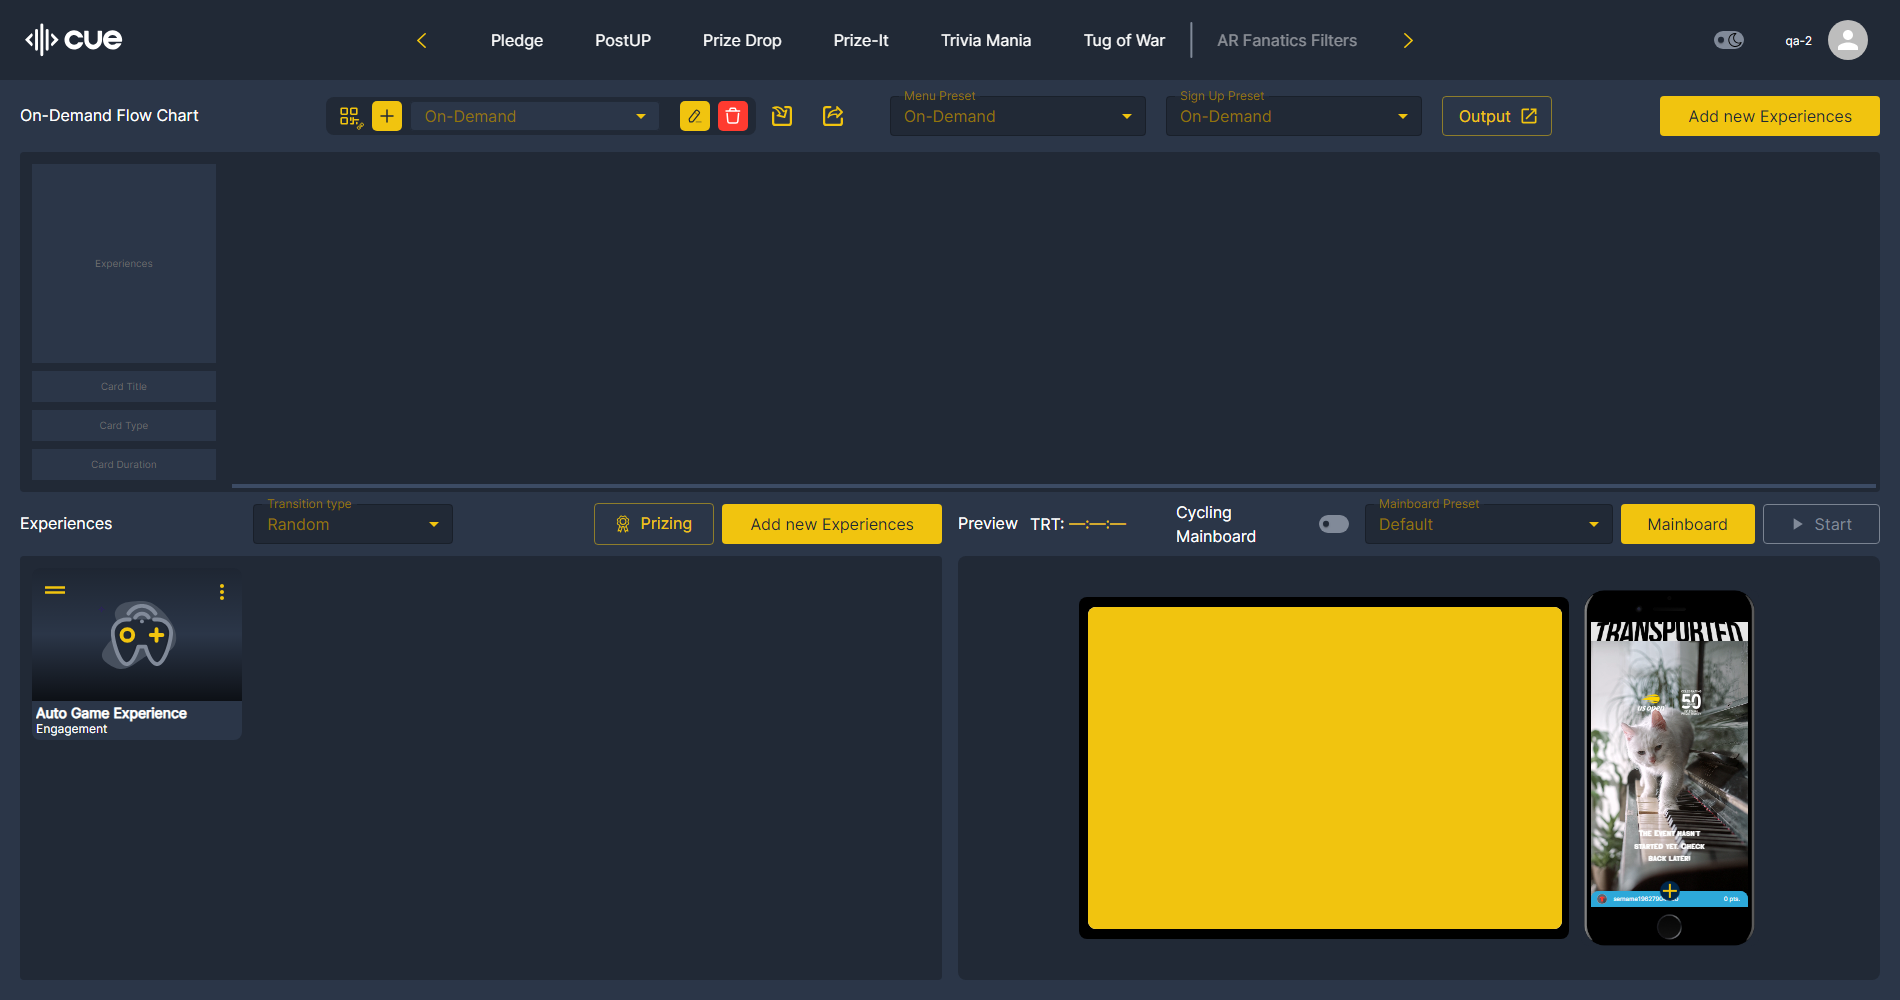 cue
Pledge
PostUP
Prize Drop
Prize-It
Trivia Mania
Tug of War
AR Fanatics Filters
qa-2
On-Demand Flow Chart
On-Demand
Menu Preset
On-Demand
Sign Up Preset
On-Demand
Output
Add new Experiences
Experiences
Card Title
Card Type
Card Duration
Experiences
Transition type
Random
Prizing
Add new Experiences
Preview
TRT: —:—:—
Cycling
Mainboard
Mainboard Preset
Default
Mainboard
Start
Auto Game Experience
Engagement
TRANSPORTED
us open
50
The Event hasn't
started yet. Check
back later!
0 pts.